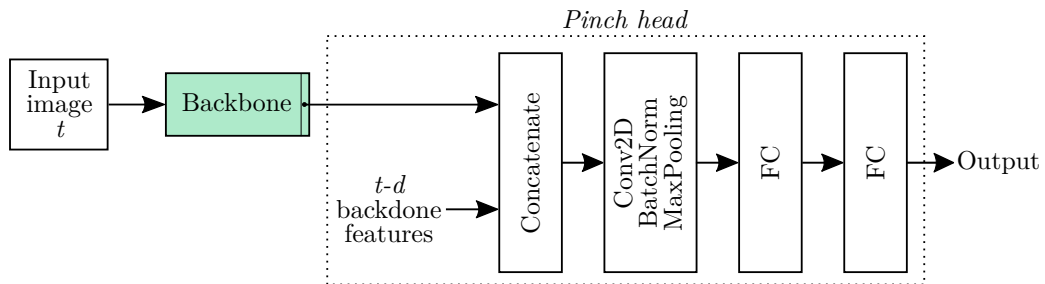 Pinch head
Input
image
t
Backbone
t-d
backdone
features
Concatenate
Conv2D
BatchNorm
MaxPooling
FC
FC
Output